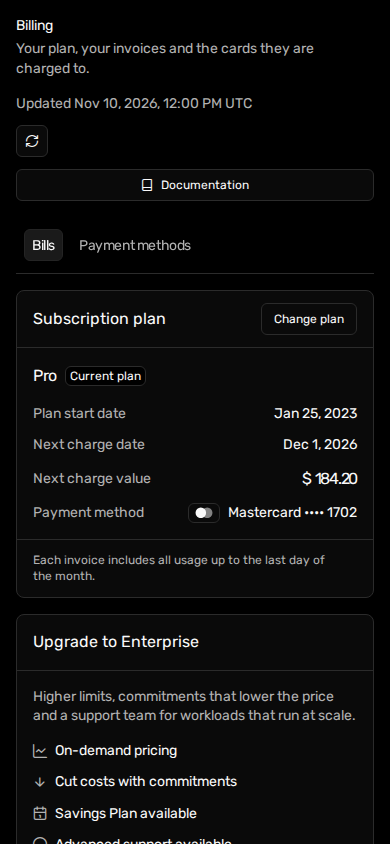 Billing
Your plan, your invoices and the cards they are
charged to.
Updated Nov 10, 2026, 12:00 PM UTC
Documentation
Bills Payment methods
Subscription plan Change plan
Pro Current plan
Plan start date Jan 25, 2023
Next charge date Dec 1, 2026
Next charge value $ 184.20
Payment method Mastercard •••• 1702
Each invoice includes all usage up to the last day of
the month.
Upgrade to Enterprise
Higher limits, commitments that lower the price
and a support team for workloads that run at scale.
On-demand pricing
Cut costs with commitments
Savings Plan available
Advanced support available